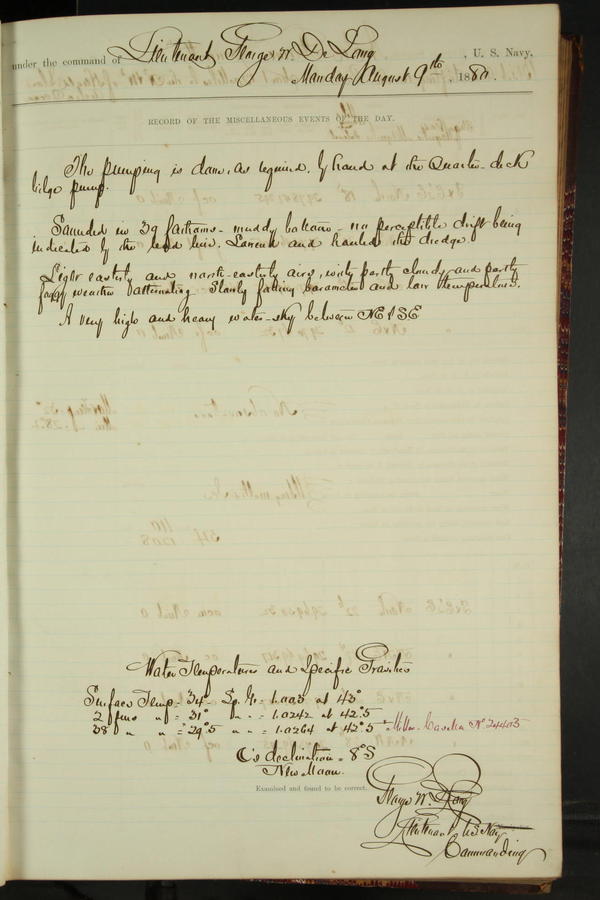 under the command of Lieutenant George W. De Long, U. S. Navy.
Monday August 9th, 1880.
RECORD OF THE MISCELLANEOUS EVENTS OF THE DAY.
The pumping is done, as required, by hand at the Quarter-deck
bilge pump.
Sounded in 39 fathoms - muddy bottom - no perceptible drift being
indicated by the lead line. Lowered and hauled the dredge
Light easterly and north-easterly airs, with partly cloudy and partly
foggy weather alternating Slowly falling barometer and low temperatures.
A very high and heavy water-sky between NE & SE
Water Temperatures and Specific Gravities
Surface Temp = 34° - Sp. Gr = 1.003 at 43°
2 fms " = 31° " " = 1.0242 at 42°.5
38 " " = 29°.5 " " = 1.0264 at 42°.5 Hilger. Casella No 24403
☾'s declination = 8° S
New Moon.
Examined and found to be correct.
George W. De Long
Lieutenant U.S. Navy
Commanding